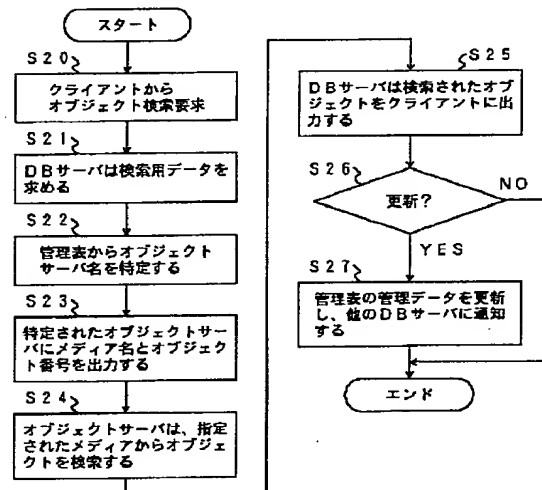 スタート
S20
クライアントから
オブジェクト検索要求
S21
DBサーバは検索用データを
求める
S22
管理表からオブジェクト
サーバ名を特定する
S23
特定されたオブジェクトサー
バにメディア名とオブジェク
ト番号を出力する
S24
オブジェクトサーバは、指定
されたメディアからオブジェ
クトを検索する
S25
DBサーバは検索されたオブ
ジェクトをクライアントに出
力する
S26
更新?
NO
YES
S27
管理表の管理データを更新
し、他のDBサーバに通知
する
エンド